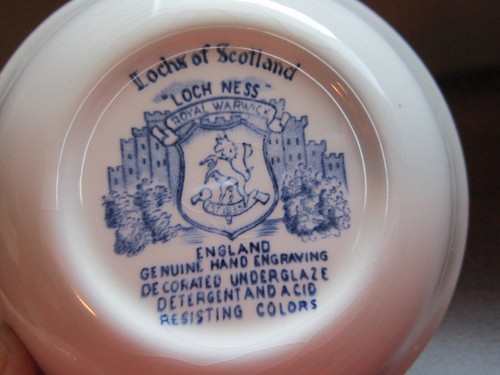 Lochs of Scotland
"LOCH NESS"
ROYAL WARWICK
ENGLAND
GENUINE HAND ENGRAVING
DECORATED UNDERGLAZE
DETERGENT AND ACID
RESISTING COLORS